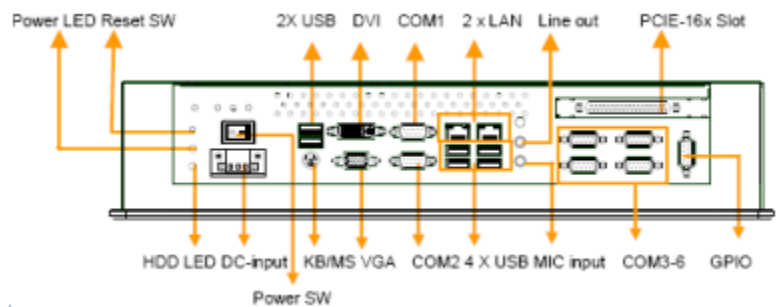 Power LED Reset SW 2X USB DVI COM1 2 x LAN Line out PCIE-16x Slot
HDD LED DC-input KB/MS VGA COM2 4 X USB MIC input COM3-6 GPIO
Power SW